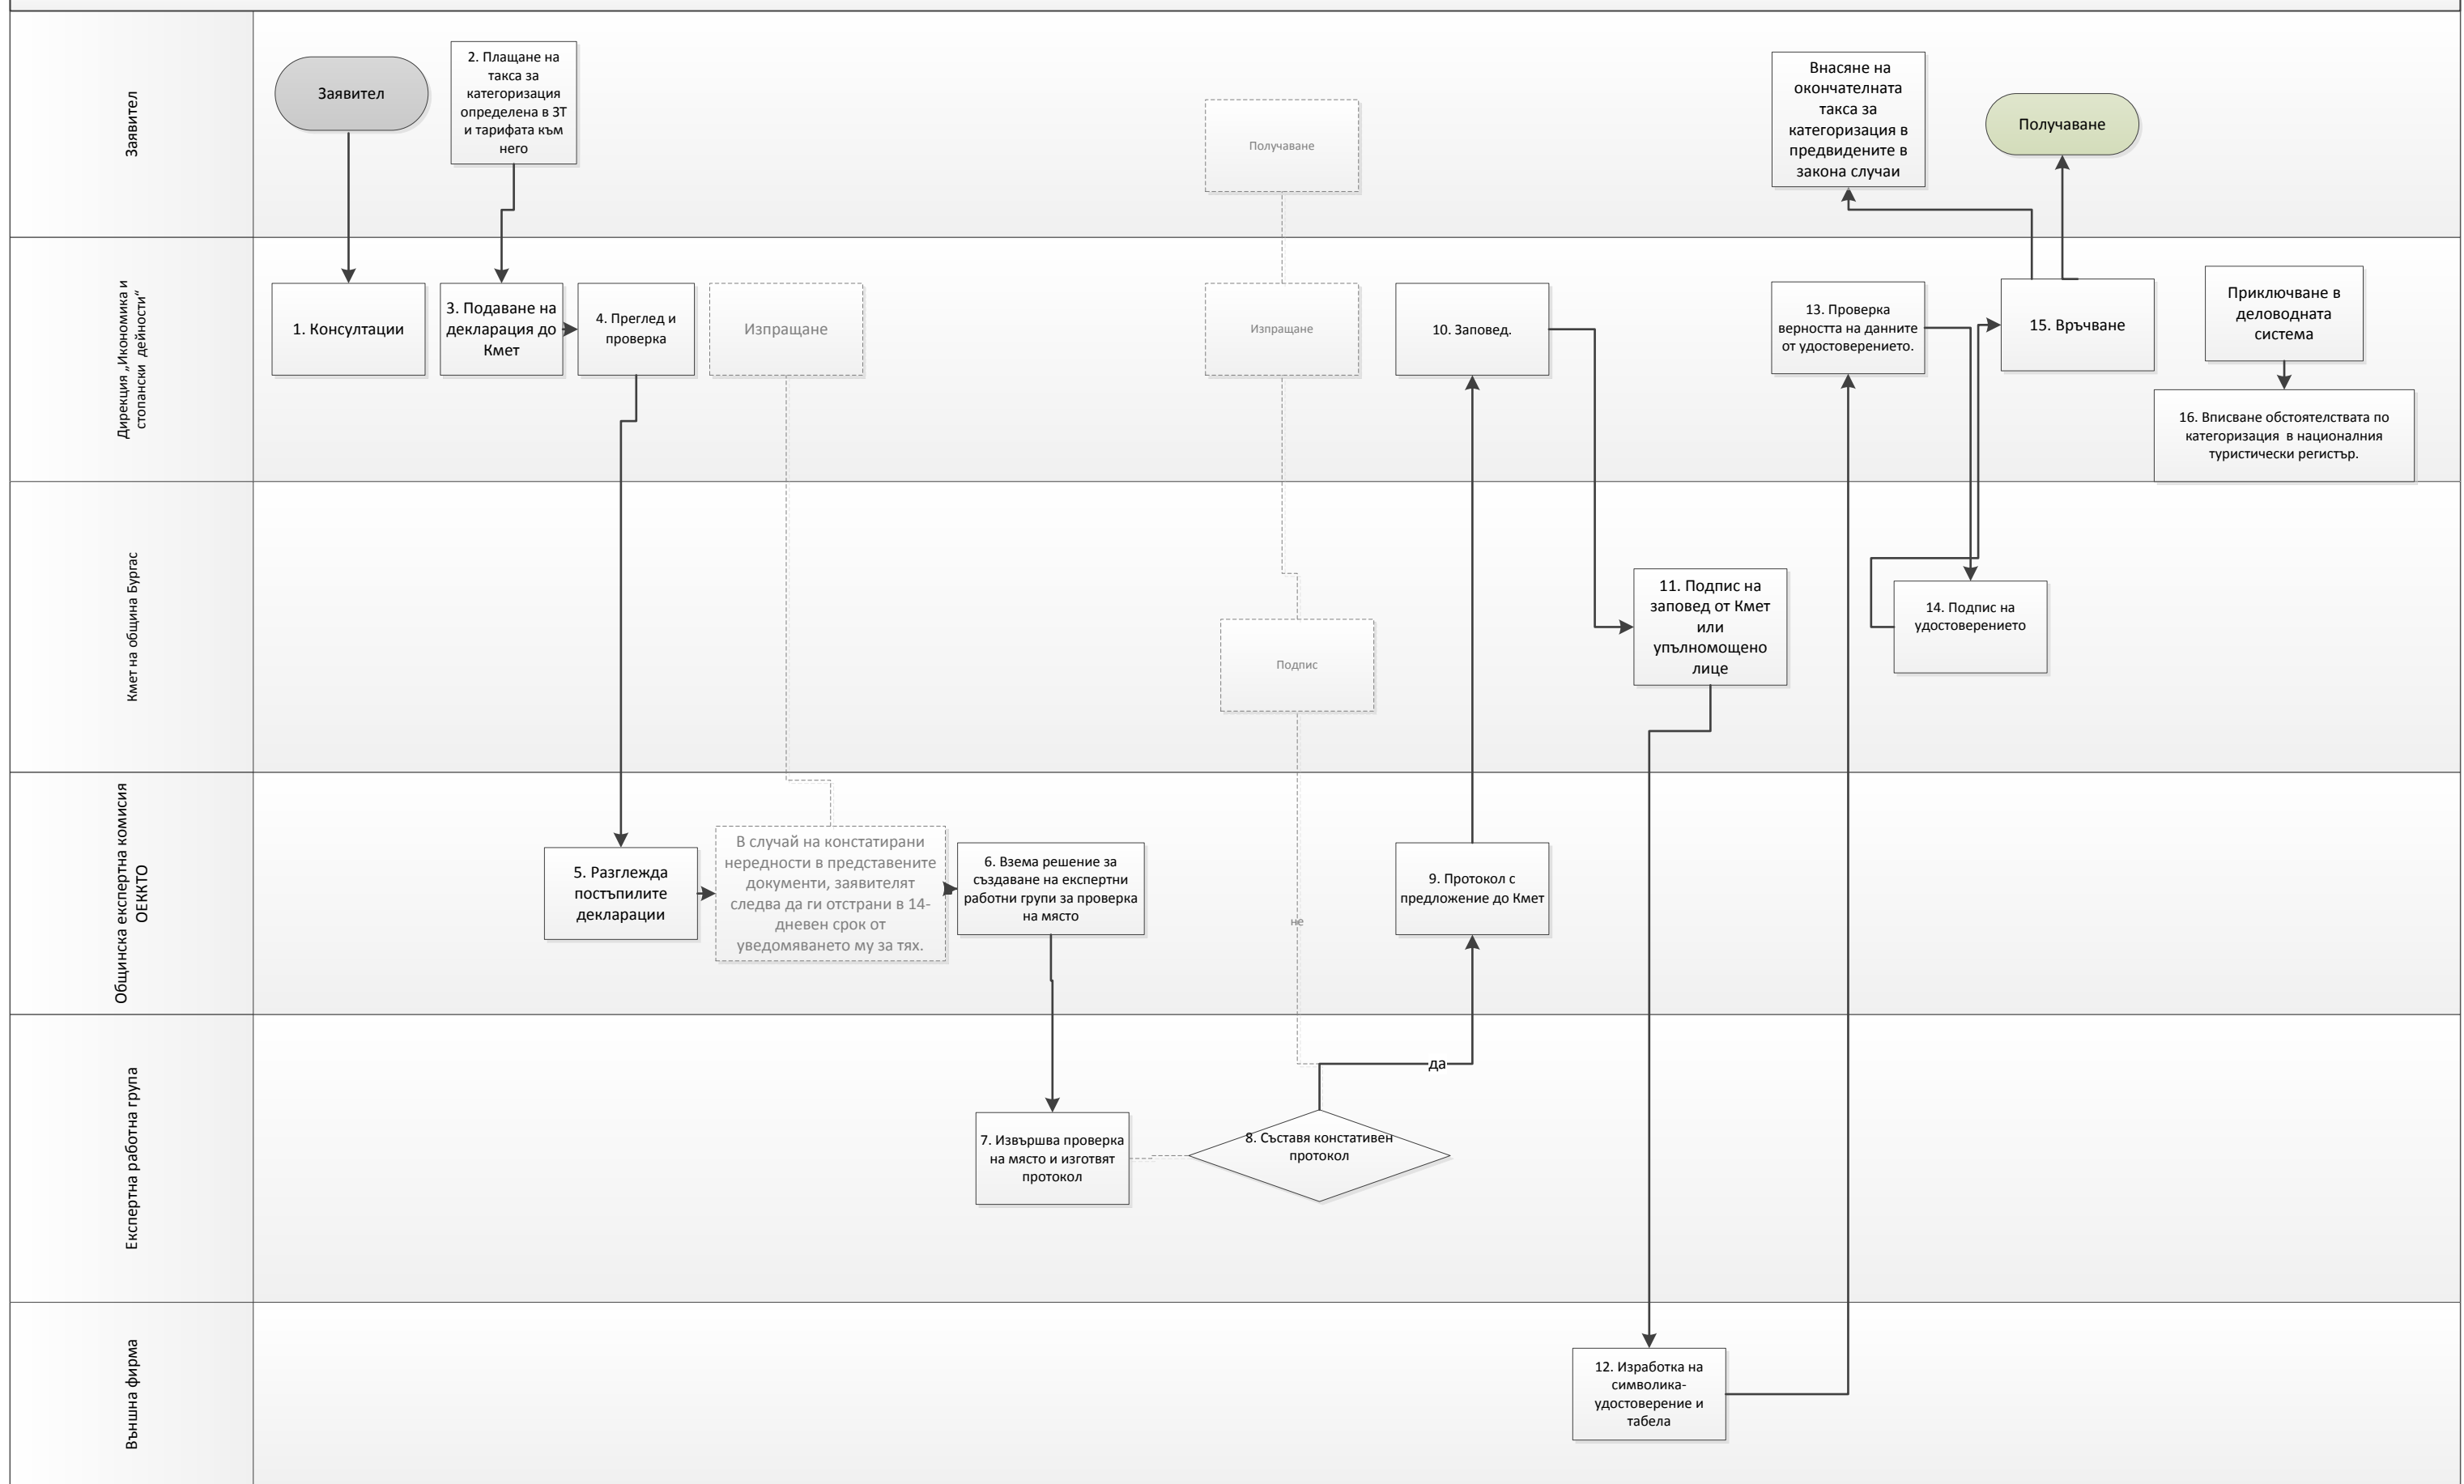 Заявител
Заявител
2. Плащане на
такса за
категоризация
определена в ЗТ
и тарифата към
него
Получаване
Внасяне на
окончателната
такса за
категоризация в
предвидените в
закона случаи
Получаване
Дирекция „Икономика и
стопански дейности“
1. Консултации
3. Подаване на
декларация до
Кмет
4. Преглед и
проверка
Изпращане
Изпращане
10. Заповед.
13. Проверка
верността на данните
от удостоверението.
15. Връчване
Приключване в
деловодната
система
16. Вписване обстоятелствата по
категоризация в националния
туристически регистър.
Кмет на община Бургас
Подпис
11. Подпис на
заповед от Кмет
или
упълномощено
лице
14. Подпис на
удостоверението
Общинска експертна комисия
ОЕККТО
5. Разглежда
постъпилите
декларации
В случай на констатирани
нередности в представените
документи, заявителят
следва да ги отстрани в 14-
дневен срок от
уведомяването му за тях.
6. Взема решение за
създаване на експертни
работни групи за проверка
на място
не
9. Протокол с
предложение до Кмет
Експертна работна група
7. Извършва проверка
на място и изготвят
протокол
8. Съставя констативен
протокол
да
Външна фирма
12. Изработка на
символика-
удостоверение и
табела